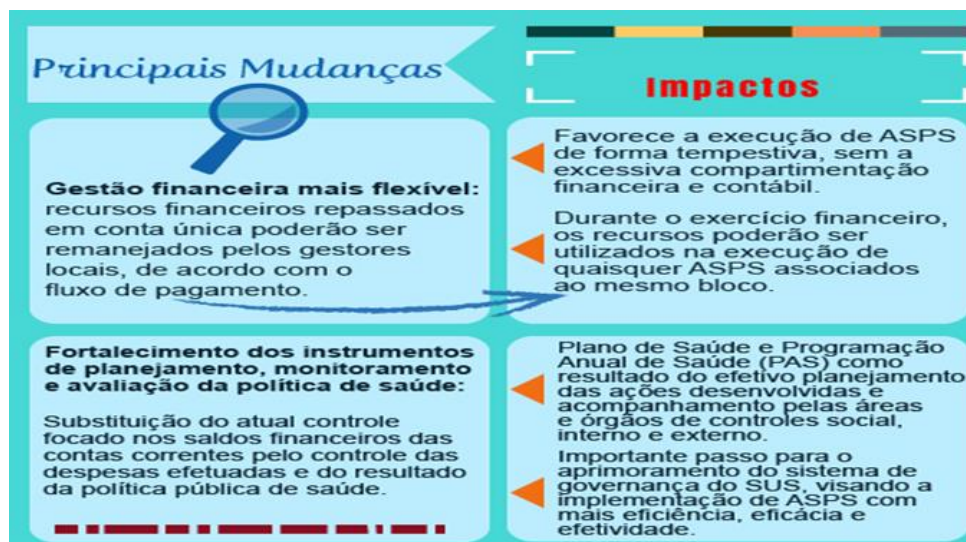 Principais Mudanças
Impactos
Gestão financeira mais flexível:
recursos financeiros repassados
em conta única poderão ser
remanejados pelos gestores
locais, de acordo com o
fluxo de pagamento.
Favorece a execução de ASPS
de forma tempestiva, sem a
excessiva compartimentação
financeira e contábil.
Durante o exercício financeiro,
os recursos poderão ser
utilizados na execução de
quaisquer ASPS associados
ao mesmo bloco.
Fortalecimento dos instrumentos
de planejamento, monitoramento
e avaliação da política de saúde:
Substituição do atual controle
focado nos saldos financeiros das
contas correntes pelo controle das
despesas efetuadas e do resultado
da política pública de saúde.
Plano de Saúde e Programação
Anual de Saúde (PAS) como
resultado do efetivo planejamento
das ações desenvolvidas e
acompanhamento pelas áreas
e órgãos de controles social,
interno e externo.
Importante passo para o
aprimoramento do sistema de
governança do SUS, visando a
implementação de ASPS com
mais eficiência, eficácia e
efetividade.